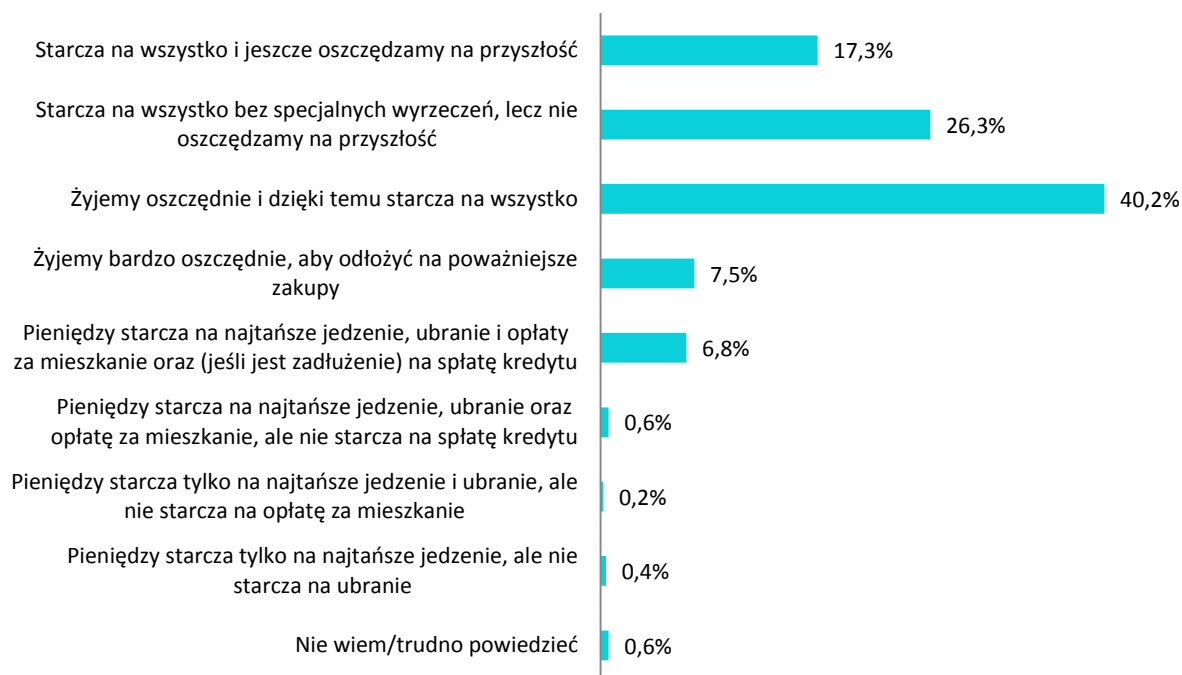 Starcza na wszystko i jeszcze oszczędzamy na przyszłość
17,3%
Starcza na wszystko bez specjalnych wyrzeczeń, lecz nie
oszczędzamy na przyszłość
26,3%
Żyjemy oszczędnie i dzięki temu starcza na wszystko
40,2%
Żyjemy bardzo oszczędnie, aby odłożyć na poważniejsze
zakupy
7,5%
Pieniędzy starcza na najtańsze jedzenie, ubranie i opłaty
za mieszkanie oraz (jeśli jest zadłużenie) na spłatę kredytu
6,8%
Pieniędzy starcza na najtańsze jedzenie, ubranie oraz
opłatę za mieszkanie, ale nie starcza na spłatę kredytu
0,6%
Pieniędzy starcza tylko na najtańsze jedzenie i ubranie, ale
nie starcza na opłatę za mieszkanie
0,2%
Pieniędzy starcza tylko na najtańsze jedzenie, ale nie
starcza na ubranie
0,4%
Nie wiem/trudno powiedzieć
0,6%